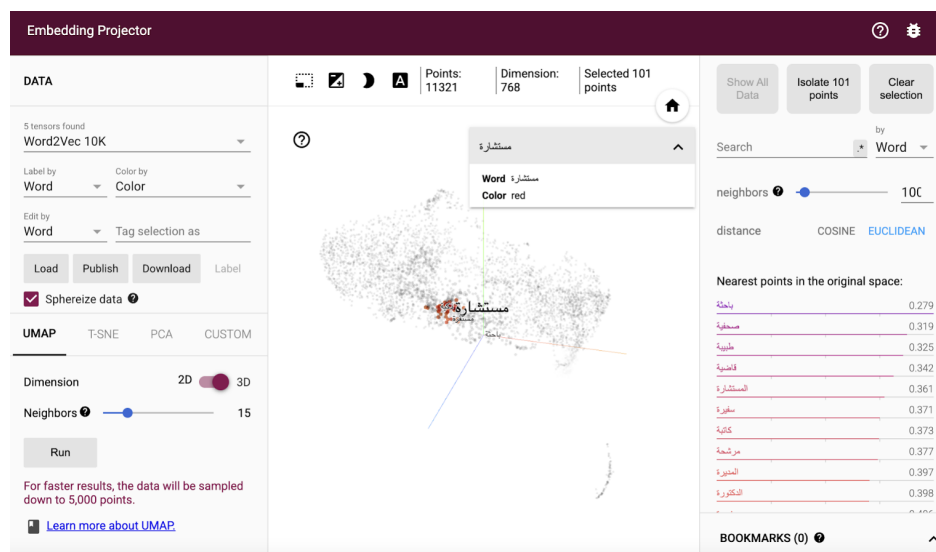 Embedding Projector
DATA
5 tensors found
Word2Vec 10K
Label by
Color by
Word
Color
Edit by
Word
Tag selection as
Load
Publish
Download
Label
Sphereize data
UMAP
T-SNE
PCA
CUSTOM
Dimension
2D
3D
Neighbors
15
Run
For faster results, the data will be sampled
down to 5,000 points.
Learn more about UMAP.
A
Points:
11321
Dimension:
768
Selected 101
points
مستشارة
Word مستشارة
Color red
مستشارة
باحثة
Show All
Data
Isolate 101
points
Clear
selection
Search
.*
by
Word
neighbors
100
distance
COSINE
EUCLIDEAN
Nearest points in the original space:
باحثة 0.279
صحفية 0.319
طبيبة 0.325
قاضية 0.342
المستشارة 0.361
سفيرة 0.371
كاتبة 0.373
مرشحة 0.377
المديرة 0.397
الدكتورة 0.398
BOOKMARKS (0)